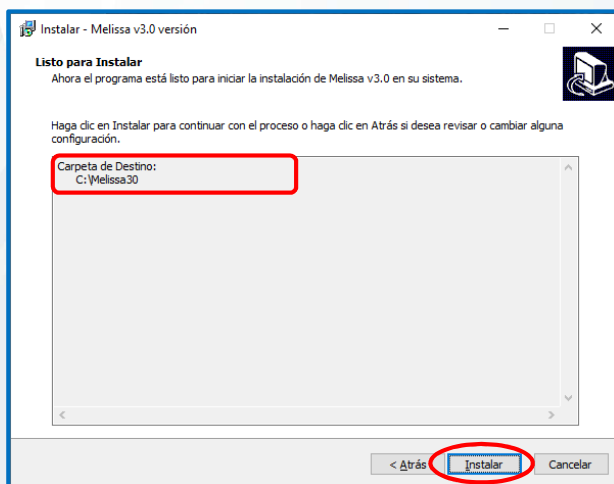 Instalar - Melissa v3.0 versión
Listo para Instalar
Ahora el programa está listo para iniciar la instalación de Melissa v3.0 en su sistema.
Haga clic en Instalar para continuar con el proceso o haga clic en Atrás si desea revisar o cambiar alguna
configuración.
Carpeta de Destino:
C:\Melissa30
< Atrás
Instalar
Cancelar